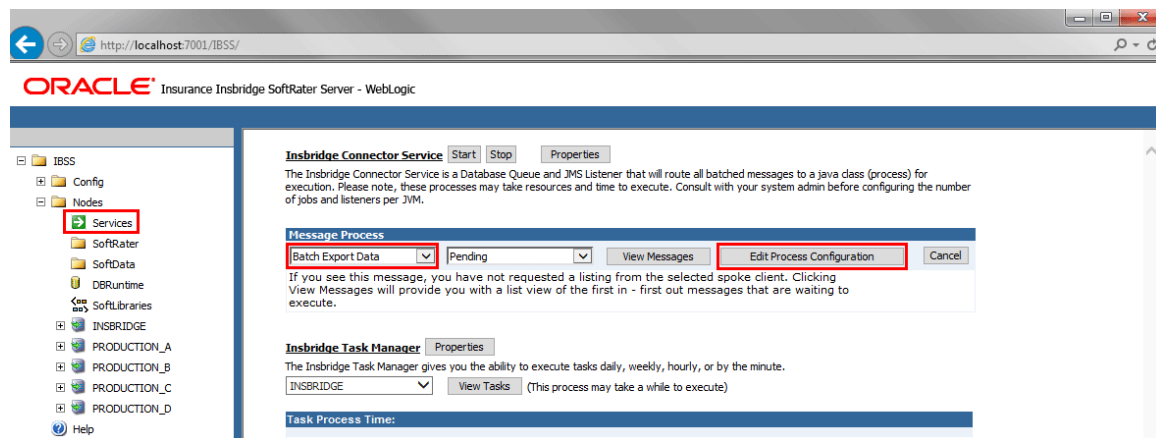 http://localhost:7001/IBSS/
ORACLE® Insurance Insbridge SoftRater Server - WebLogic
IBSS
Config
Nodes
Services
SoftRater
SoftData
DBRuntime
SoftLibraries
INSBRIDGE
PRODUCTION_A
PRODUCTION_B
PRODUCTION_C
PRODUCTION_D
Help
Insbridge Connector Service Start Stop Properties
The Insbridge Connector Service is a Database Queue and JMS Listener that will route all batched messages to a java class (process) for
execution. Please note, these processes may take resources and time to execute. Consult with your system admin before configuring the number
of jobs and listeners per JVM.
Message Process
Batch Export Data Pending View Messages Edit Process Configuration Cancel
If you see this message, you have not requested a listing from the selected spoke client. Clicking
View Messages will provide you with a list view of the first in - first out messages that are waiting to
execute.
Insbridge Task Manager Properties
The Insbridge Task Manager gives you the ability to execute tasks daily, weekly, hourly, or by the minute.
INSBRIDGE View Tasks (This process may take a while to execute)
Task Process Time: